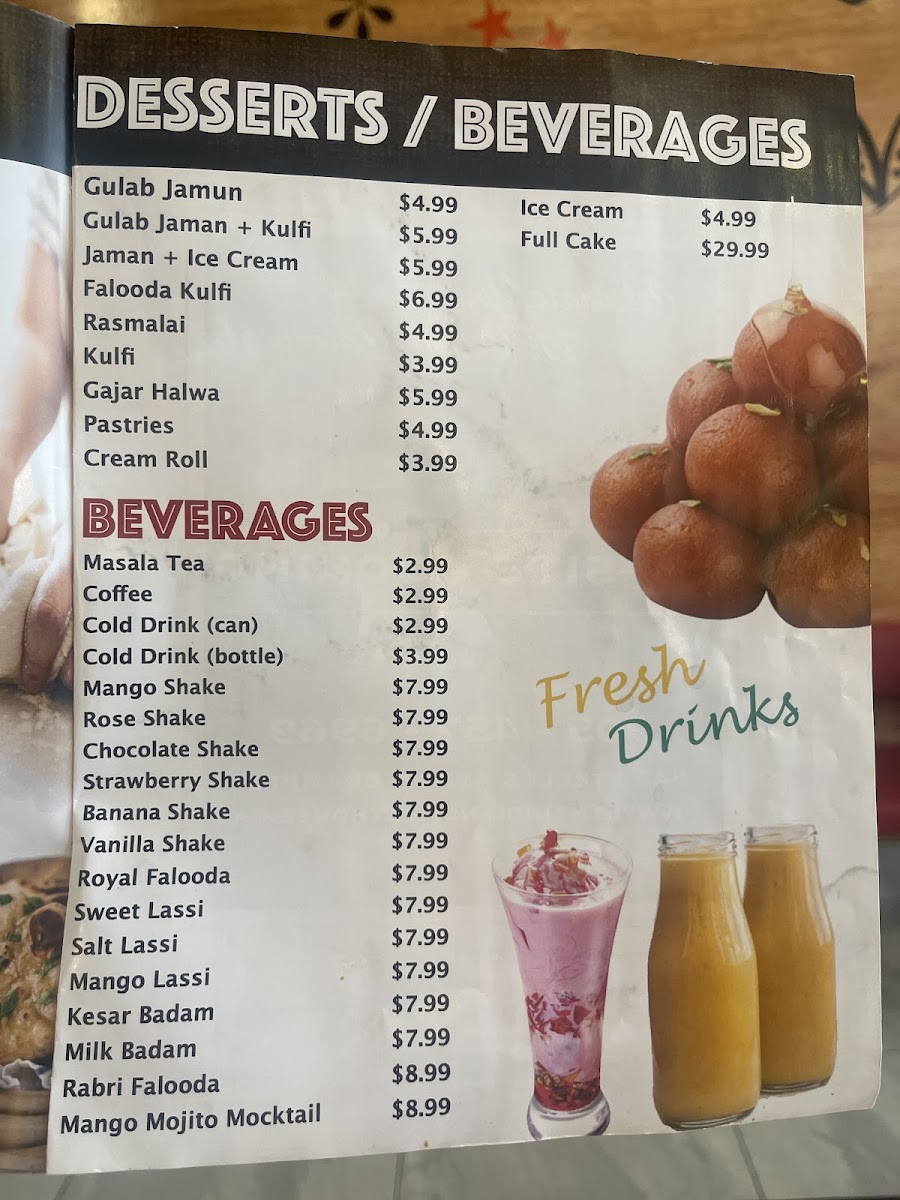 DESSERTS / BEVERAGES
Gulab Jamun $4.99
Gulab Jaman + Kulfi $5.99
Jaman + Ice Cream $5.99
Falooda Kulfi $6.99
Rasmalai $4.99
Kulfi $3.99
Gajar Halwa $5.99
Pastries $4.99
Cream Roll $3.99
Ice Cream $4.99
Full Cake $29.99
BEVERAGES
Masala Tea $2.99
Coffee $2.99
Cold Drink (can) $2.99
Cold Drink (bottle) $3.99
Mango Shake $7.99
Rose Shake $7.99
Chocolate Shake $7.99
Strawberry Shake $7.99
Banana Shake $7.99
Vanilla Shake $7.99
Royal Falooda $7.99
Sweet Lassi $7.99
Salt Lassi $7.99
Mango Lassi $7.99
Kesar Badam $7.99
Milk Badam $7.99
Rabri Falooda $8.99
Mango Mojito Mocktail $8.99
Fresh
Drinks